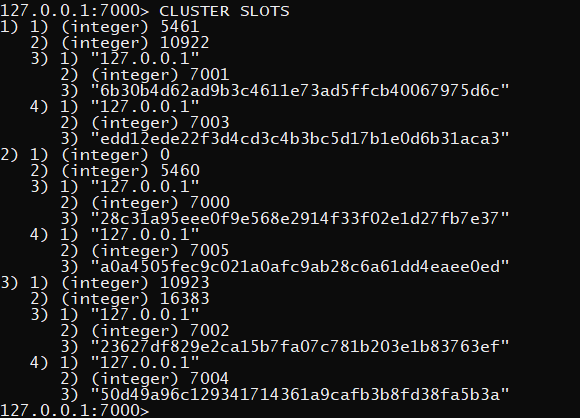 127.0.0.1:7000> CLUSTER SLOTS
1) 1) (integer) 5461
   2) (integer) 10922
   3) 1) "127.0.0.1"
      2) (integer) 7001
      3) "6b30b4d62ad9b3c4611e73ad5ffcb40067975d6c"
   4) 1) "127.0.0.1"
      2) (integer) 7003
      3) "edd12ede22f3d4cd3c4b3bc5d17b1e0d6b31aca3"
2) 1) (integer) 0
   2) (integer) 5460
   3) 1) "127.0.0.1"
      2) (integer) 7000
      3) "28c31a95eee0f9e568e2914f33f02e1d27fb7e37"
   4) 1) "127.0.0.1"
      2) (integer) 7005
      3) "a0a4505fec9c021a0afc9ab28c6a61dd4eaee0ed"
3) 1) (integer) 10923
   2) (integer) 16383
   3) 1) "127.0.0.1"
      2) (integer) 7002
      3) "23627df829e2ca15b7fa07c781b203e1b83763ef"
   4) 1) "127.0.0.1"
      2) (integer) 7004
      3) "50d49a96c129341714361a9cafb3b8fd38fa5b3a"
127.0.0.1:7000>